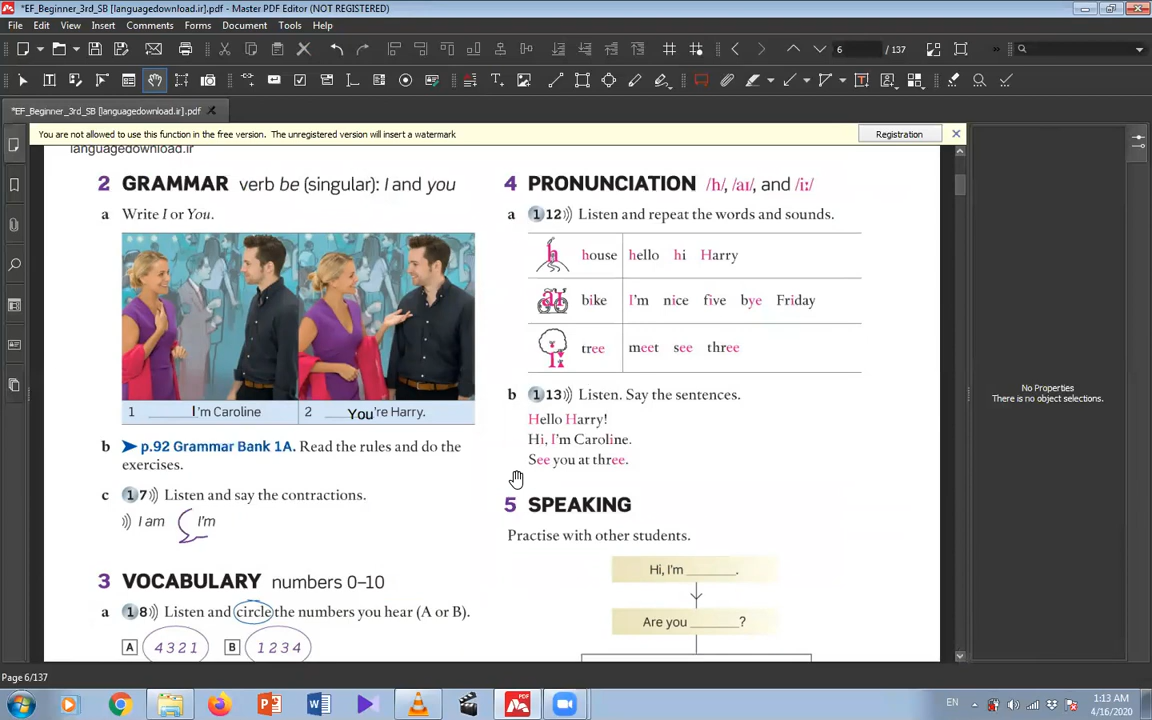 *EF_Beginner_3rd_SB [languagedownload.ir].pdf - Master PDF Editor (NOT REGISTERED)
File Edit View Insert Comments Forms Document Tools Help
6 / 137
*EF_Beginner_3rd_SB [languagedownload.ir].pdf
You are not allowed to use this function in the free version. The unregistered version will insert a watermark
Registration
languagedownload.ir
2 GRAMMAR verb be (singular): I and you
a Write I or You.
1 ________I'm Caroline
2 ____You're Harry.
b p.92 Grammar Bank 1A. Read the rules and do the
exercises.
c 1 7 Listen and say the contractions.
I am I'm
3 VOCABULARY numbers 0–10
a 1 8 Listen and circle the numbers you hear (A or B).
A 4 3 2 1 B 1 2 3 4
4 PRONUNCIATION /h/, /aɪ/, and /iː/
a 1 12 Listen and repeat the words and sounds.
h house hello hi Harry
aɪ bike I'm nice five bye Friday
iː tree meet see three
b 1 13 Listen. Say the sentences.
Hello Harry!
Hi, I'm Caroline.
See you at three.
5 SPEAKING
Practise with other students.
Hi, I'm ________.
Are you ________?
No Properties
There is no object selections.
Page 6/137
EN
1:13 AM
4/16/2020